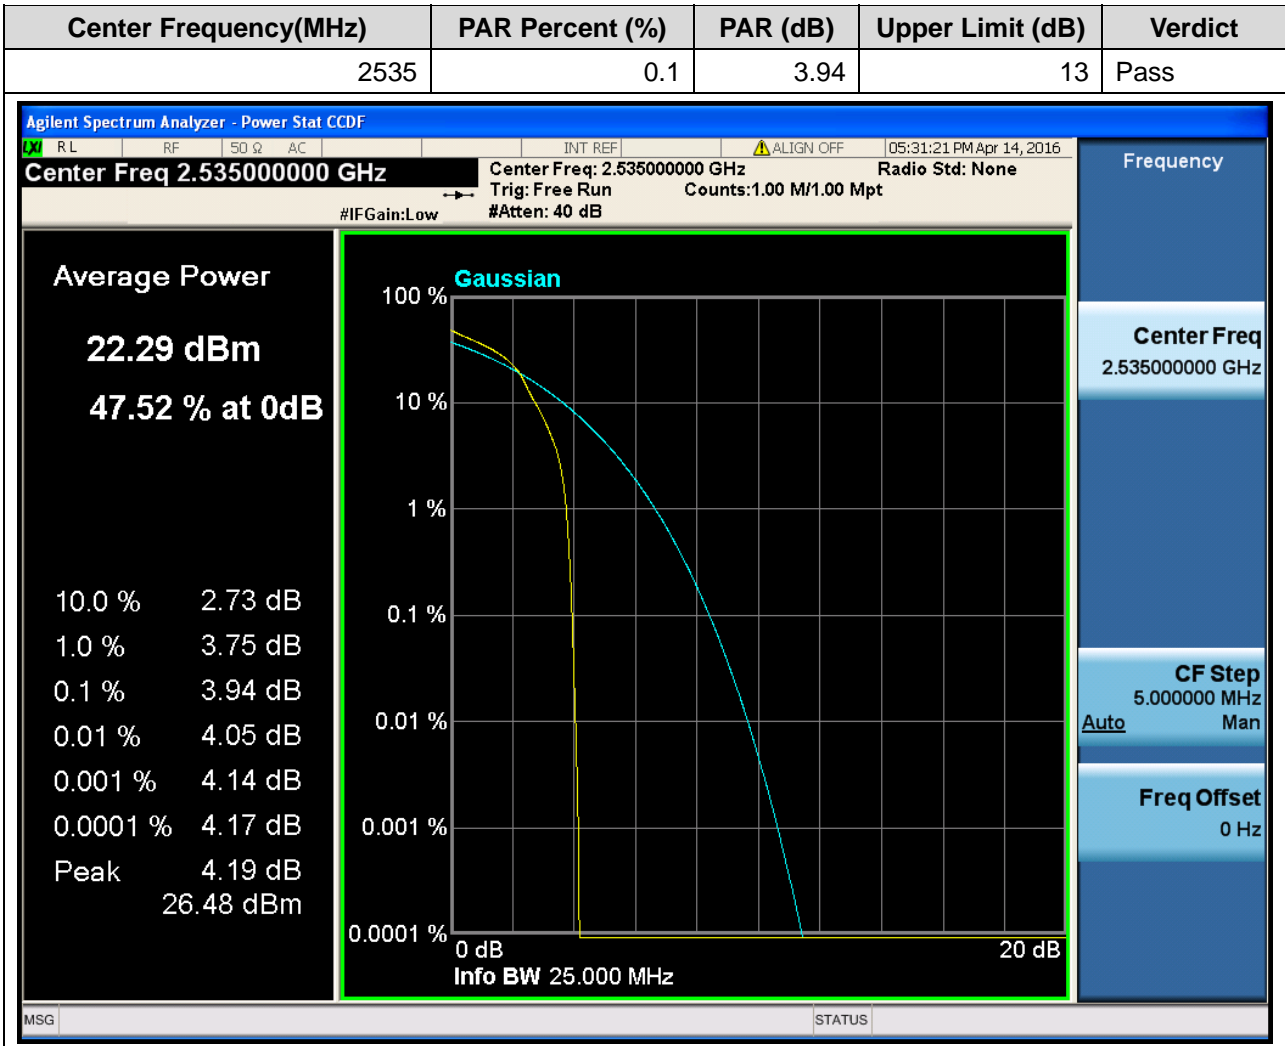 Center Frequency(MHz) PAR Percent (%) PAR (dB) Upper Limit (dB) Verdict
2535 0.1 3.94 13 Pass
Agilent Spectrum Analyzer - Power Stat CCDF
LXI RL RF 50 Ω AC INT REF ALIGN OFF 05:31:21 PM Apr 14, 2016
Center Freq 2.535000000 GHz
Center Freq: 2.535000000 GHz Radio Std: None
Trig: Free Run Counts:1.00 M/1.00 Mpt
#IFGain:Low #Atten: 40 dB
Average Power
22.29 dBm
47.52 % at 0dB
10.0 % 2.73 dB
1.0 % 3.75 dB
0.1 % 3.94 dB
0.01 % 4.05 dB
0.001 % 4.14 dB
0.0001 % 4.17 dB
Peak 4.19 dB
26.48 dBm
Gaussian
100 %
10 %
1 %
0.1 %
0.01 %
0.001 %
0.0001 %
0 dB 20 dB
Info BW 25.000 MHz
Frequency
Center Freq
2.535000000 GHz
CF Step
5.000000 MHz
Auto Man
Freq Offset
0 Hz
MSG STATUS